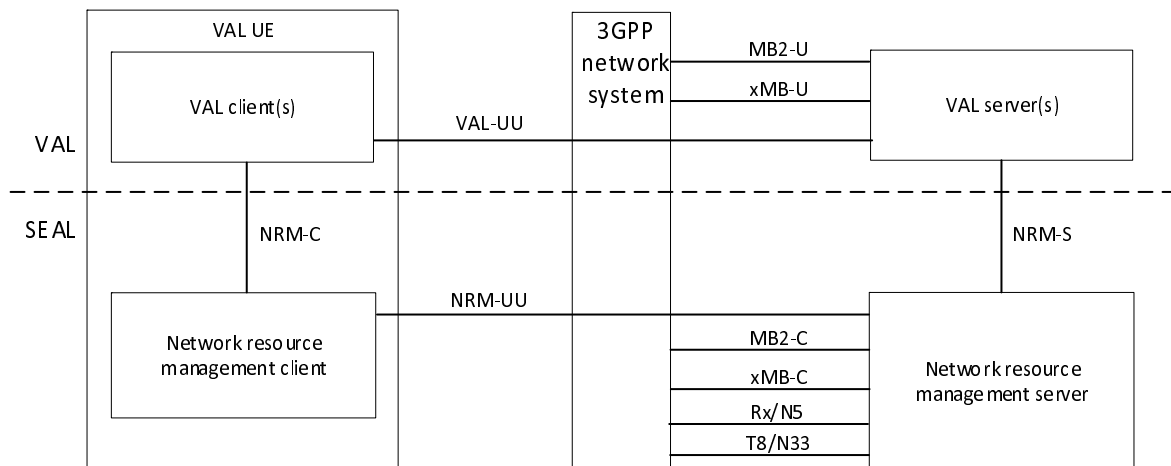 VAL UE
3GPP
network
system
MB2-U
xMB-U
VAL client(s)
VAL server(s)
VAL-UU
VAL
SEAL
NRM-C
NRM-S
NRM-UU
Network resource
management client
MB2-C
xMB-C
Rx/N5
T8/N33
Network resource
management server